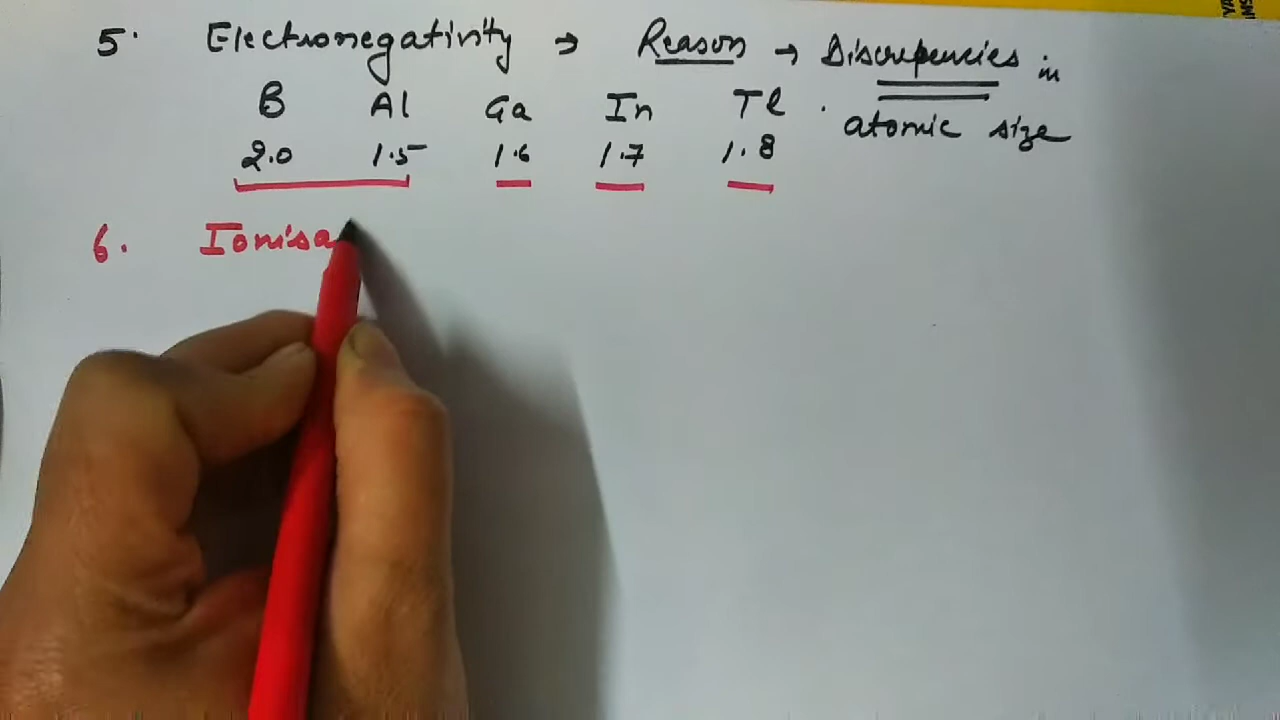 5. Electronegativity → Reason → Discrepencies in
atomic size
B Al Ga In Tl .
2.0 1.5 1.6 1.7 1.8
6. Ionisa